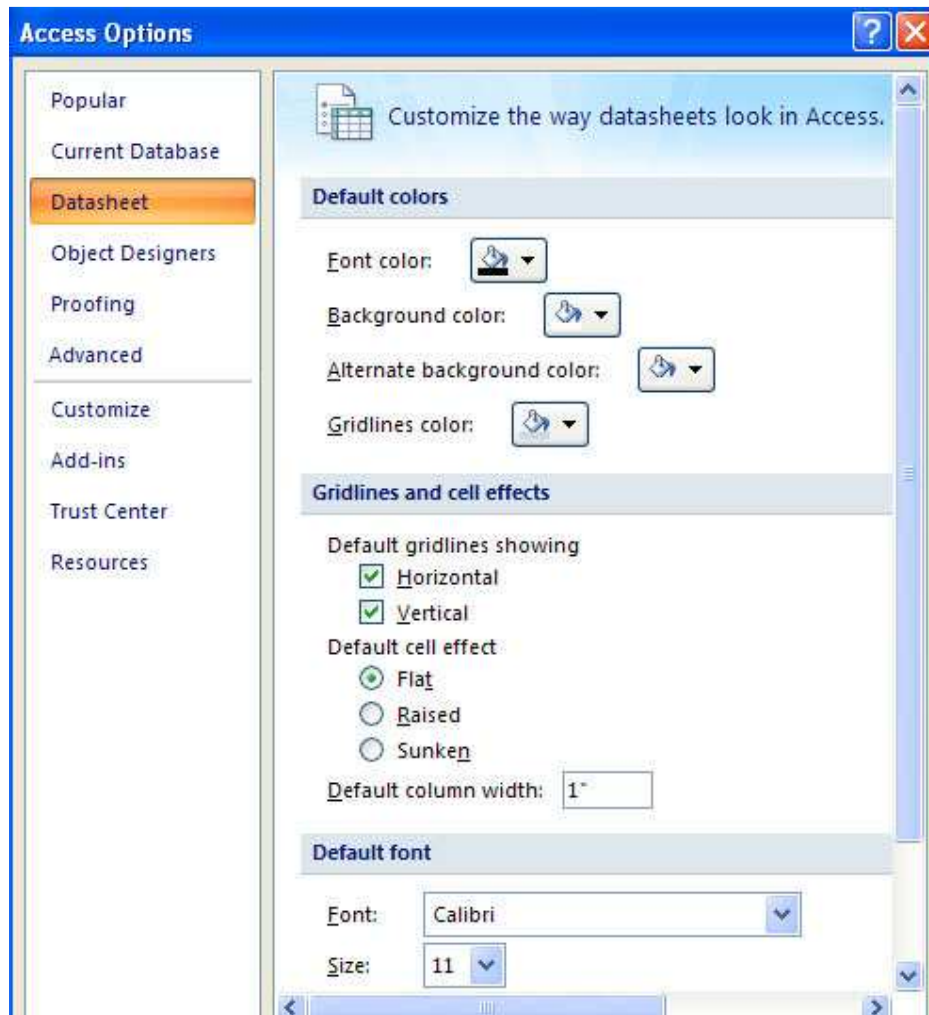 Access Options
Popular
Current Database
Datasheet
Object Designers
Proofing
Advanced
Customize
Add-ins
Trust Center
Resources
Customize the way datasheets look in Access.
Default colors
Font color:
Background color:
Alternate background color:
Gridlines color:
Gridlines and cell effects
Default gridlines showing
Horizontal
Vertical
Default cell effect
Flat
Raised
Sunken
Default column width: 1"
Default font
Font: Calibri
Size: 11